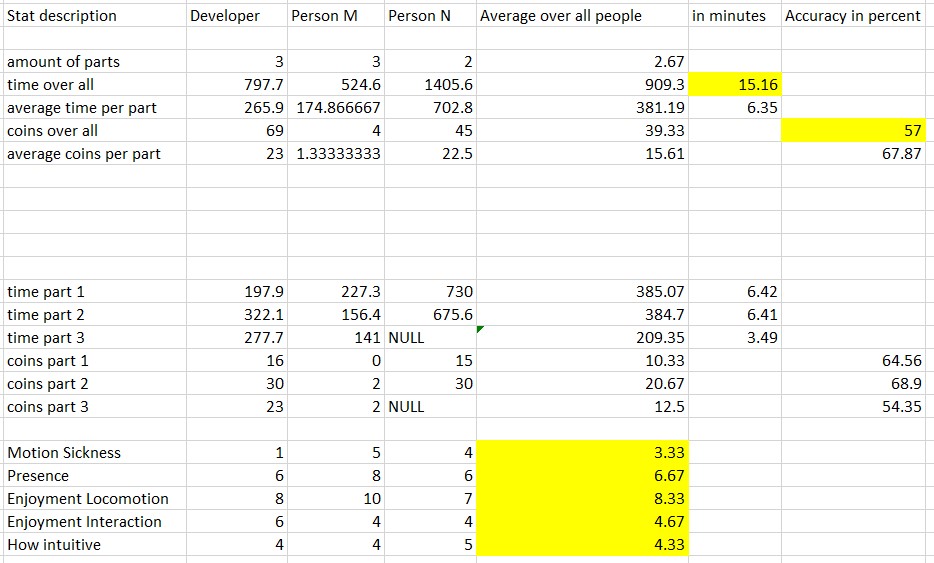 Stat description Developer Person M Person N Average over all people in minutes Accuracy in percent
amount of parts 3 3 2 2.67
time over all 797.7 524.6 1405.6 909.3 15.16
average time per part 265.9 174.866667 702.8 381.19 6.35
coins over all 69 4 45 39.33 57
average coins per part 23 1.33333333 22.5 15.61 67.87
time part 1 197.9 227.3 730 385.07 6.42
time part 2 322.1 156.4 675.6 384.7 6.41
time part 3 277.7 141 NULL 209.35 3.49
coins part 1 16 0 15 10.33 64.56
coins part 2 30 2 30 20.67 68.9
coins part 3 23 2 NULL 12.5 54.35
Motion Sickness 1 5 4 3.33
Presence 6 8 6 6.67
Enjoyment Locomotion 8 10 7 8.33
Enjoyment Interaction 6 4 4 4.67
How intuitive 4 4 5 4.33